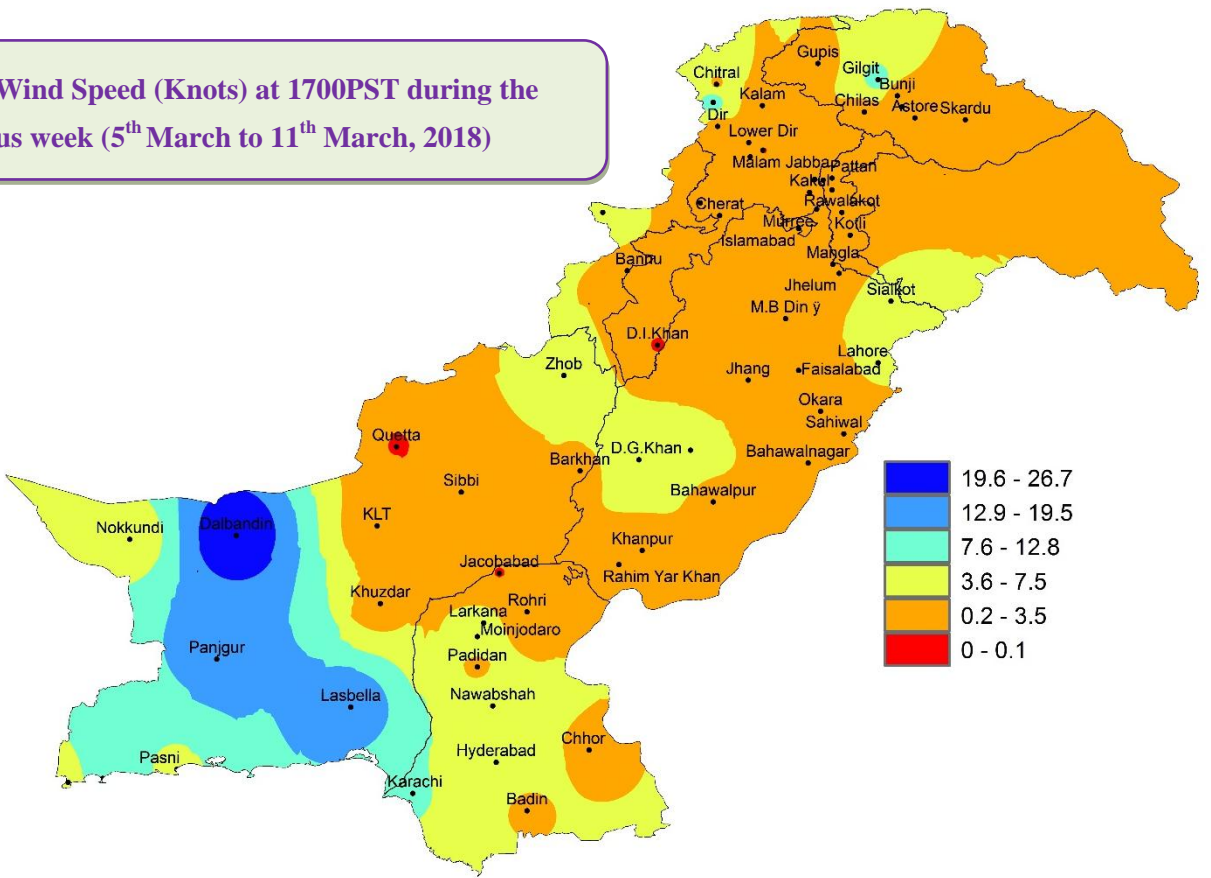 Wind Speed (Knots) at 1700PST during the
us week (5th March to 11th March, 2018)
Gupis
Chitral
Gilgit
Bunji
Kalam
Chilas
Astore
Skardu
Dir
Lower Dir
Malam Jabba
Pattan
Kakul
Cherat
Rawalakot
Murree
Kotli
Islamabad
Mangla
Bannu
Jhelum
Sialkot
M.B Din ÿ
D.I.Khan
Lahore
Zhob
Jhang
Faisalabad
Okara
Sahiwal
Quetta
D.G.Khan
Bahawalnagar
Barkhan
Sibbi
Bahawalpur
KLT
Nokkundi
Dalbandin
Khanpur
Jacobabad
Rahim Yar Khan
Khuzdar
Rohri
Larkana
Moinjodaro
Panjgur
Padidan
Lasbella
Nawabshah
Chhor
Hyderabad
Pasni
Karachi
Badin
19.6 - 26.7
12.9 - 19.5
7.6 - 12.8
3.6 - 7.5
0.2 - 3.5
0 - 0.1